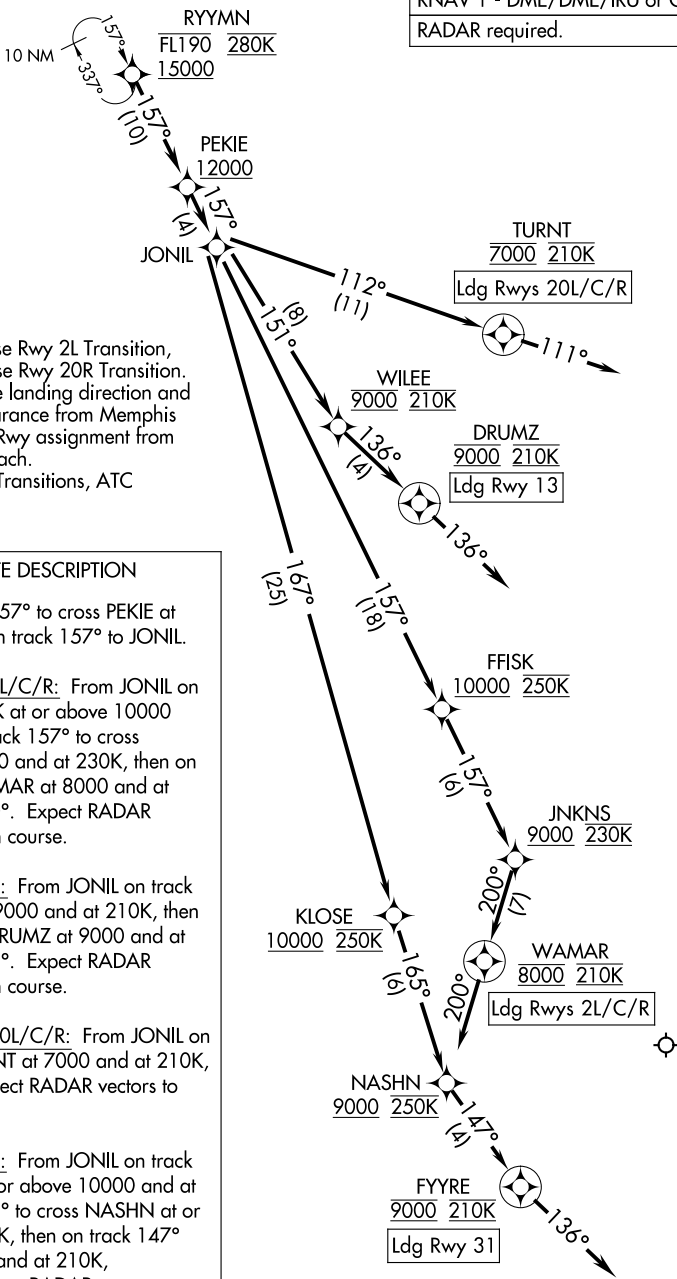 RNAV 1 - DME/DME/IRU or
RADAR required.
RYYMN
FL190 280K
15000
10 NM
157°
337°
157°
(10)
PEKIE
12000
157°
(4)
JONIL
112°
(11)
TURNT
7000 210K
Ldg Rwys 20L/C/R
111°
(8)
151°
WILEE
9000 210K
136°
(4)
DRUMZ
9000 210K
Ldg Rwy 13
136°
se Rwy 2L Transition,
se Rwy 20R Transition.
e landing direction and
arance from Memphis
Rwy assignment from
ach.
Transitions, ATC
167°
(25)
157°
(18)
FFISK
10000 250K
157°
(6)
JNKNS
9000 230K
200°
(7)
WAMAR
8000 210K
Ldg Rwys 2L/C/R
200°
KLOSE
10000 250K
165°
(6)
NASHN
9000 250K
147°
(4)
FYYRE
9000 210K
Ldg Rwy 31
136°
TE DESCRIPTION
57° to cross PEKIE at
n track 157° to JONIL.
L/C/R: From JONIL on
K at or above 10000
ack 157° to cross
0 and at 230K, then on
MAR at 8000 and at
°. Expect RADAR
n course.
: From JONIL on track
9000 and at 210K, then
RUMZ at 9000 and at
°. Expect RADAR
n course.
0L/C/R: From JONIL on
NT at 7000 and at 210K,
ect RADAR vectors to
: From JONIL on track
or above 10000 and at
° to cross NASHN at or
K, then on track 147°
and at 210K,